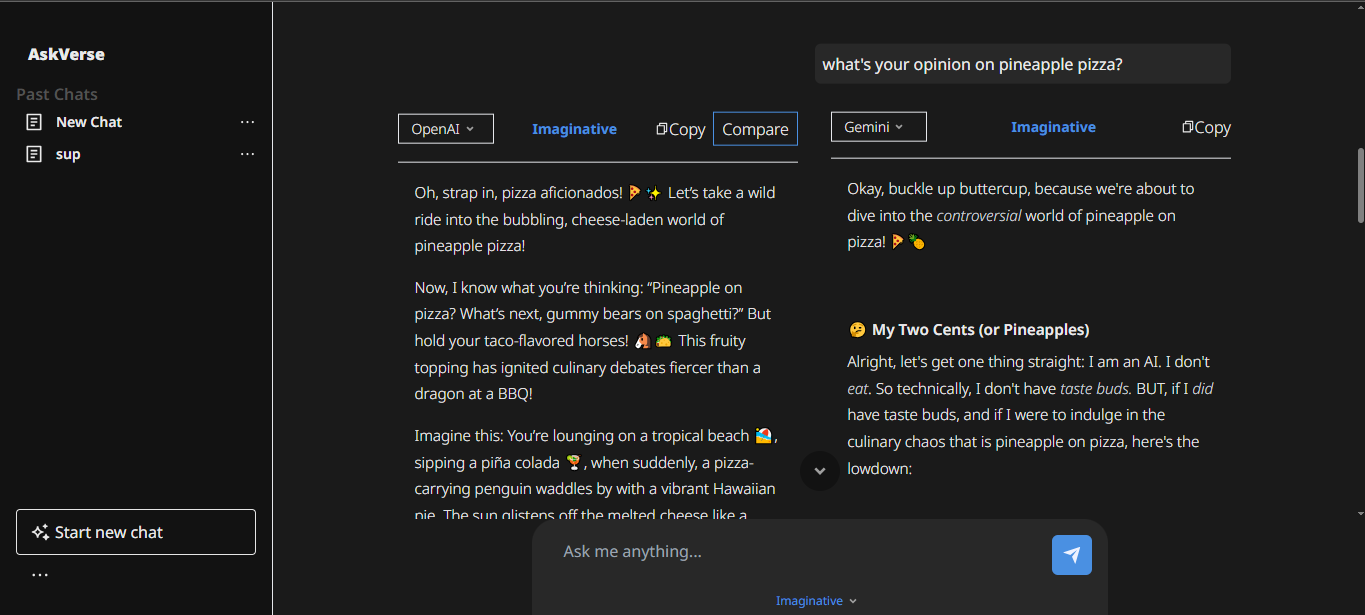 AskVerse
Past Chats
New Chat
...
sup
...
Start new chat
...
what's your opinion on pineapple pizza?
OpenAI
Imaginative
Copy
Compare
Oh, strap in, pizza aficionados! 🍕✨ Let’s take a wild
ride into the bubbling, cheese-laden world of
pineapple pizza!
Now, I know what you’re thinking: “Pineapple on
pizza? What’s next, gummy bears on spaghetti?” But
hold your taco-flavored horses! 🐴🌮 This fruity
topping has ignited culinary debates fiercer than a
dragon at a BBQ!
Imagine this: You’re lounging on a tropical beach 🏖️,
sipping a piña colada 🍹, when suddenly, a pizza-
carrying penguin waddles by with a vibrant Hawaiian
pie. The sun glistens off the melted cheese like a
Gemini
Imaginative
Copy
Okay, buckle up buttercup, because we're about to
dive into the controversial world of pineapple on
pizza! 🍕🍍
🤔 My Two Cents (or Pineapples)
Alright, let's get one thing straight: I am an AI. I don't
eat. So technically, I don't have taste buds. BUT, if I did
have taste buds, and if I were to indulge in the
culinary chaos that is pineapple on pizza, here's the
lowdown:
Ask me anything...
Imaginative